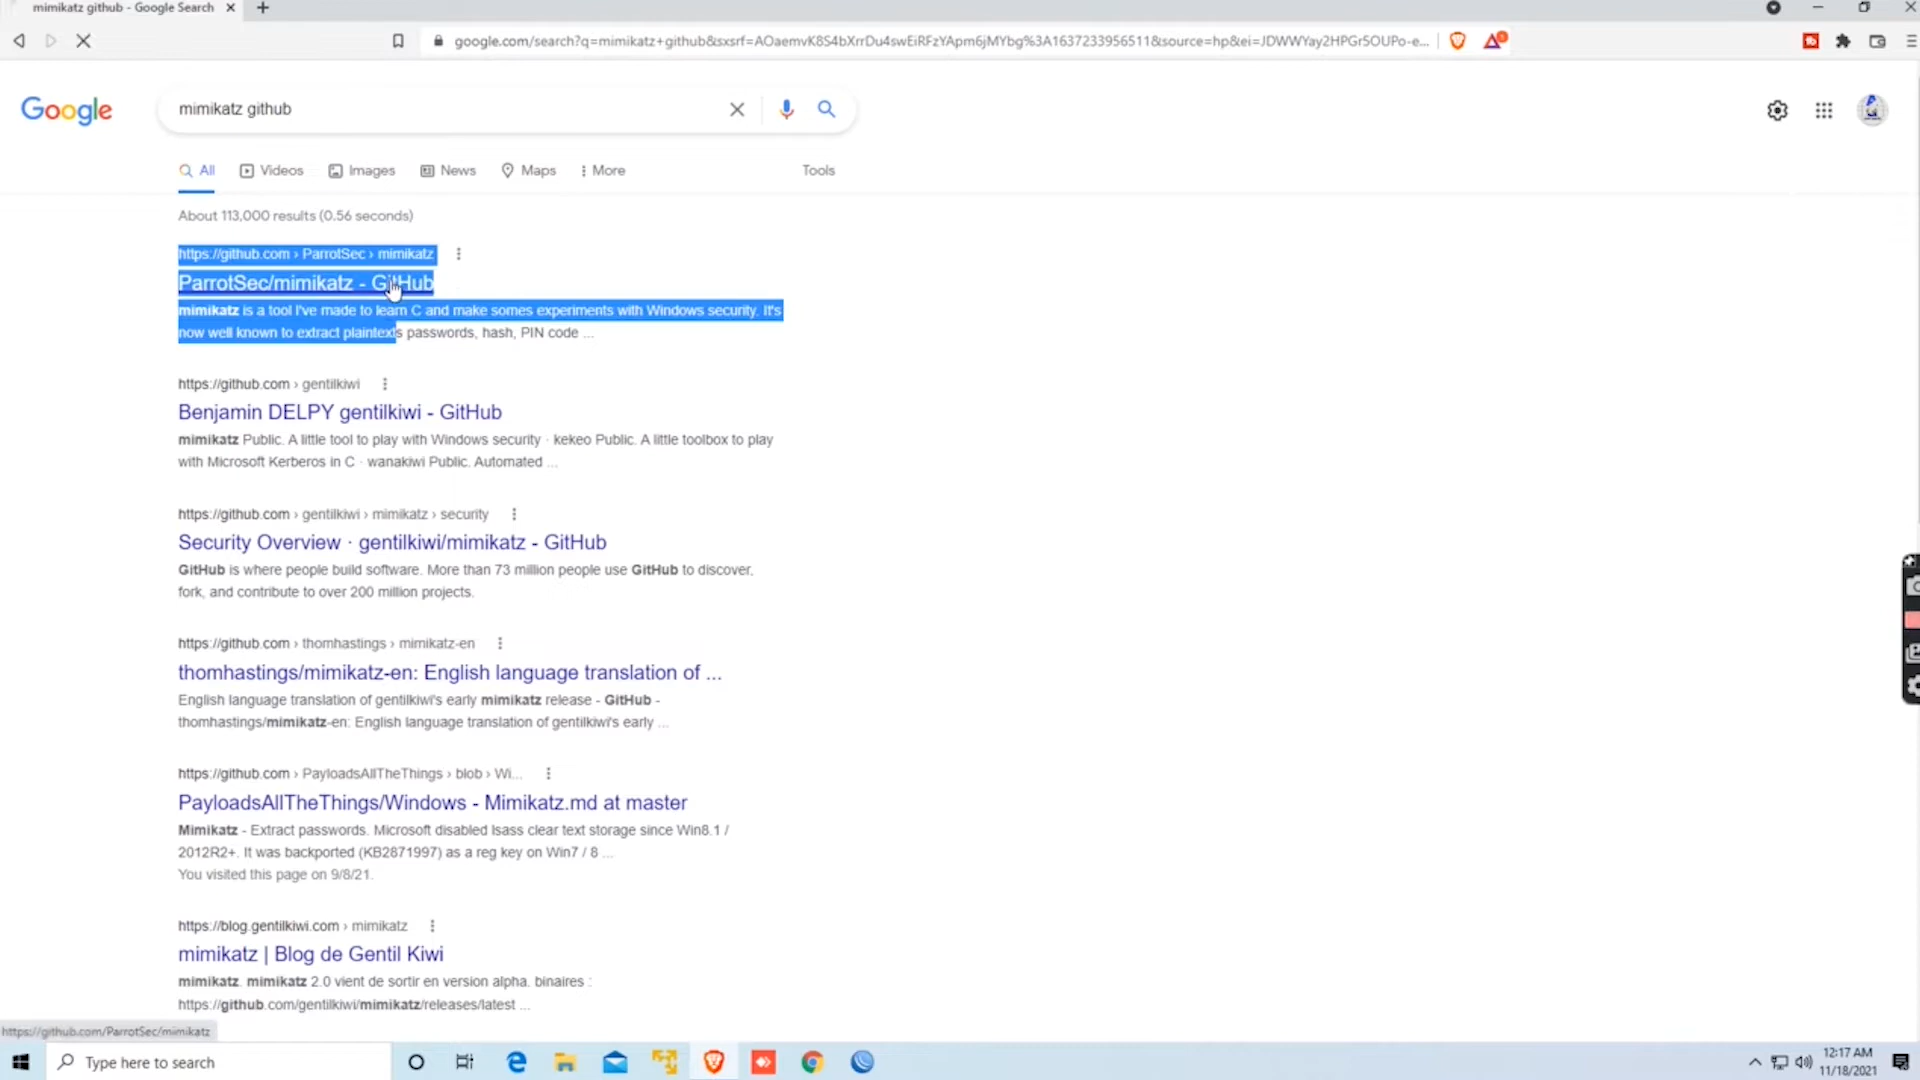 mimikatz github - Google Search
google.com/search?q=mimikatz+github&sxsrf=AOaemvK8S4bXrrDu4swEiRFzYApm6jMYbg%3A1637233956511&source=hp&ei=JDWWYay2HPGr5OUPo-e...
Google
mimikatz github
All Videos Images News Maps More Tools
About 113,000 results (0.56 seconds)
https://github.com › ParrotSec › mimikatz
ParrotSec/mimikatz - GitHub
mimikatz is a tool I've made to learn C and make somes experiments with Windows security. It's
now well known to extract plaintexts passwords, hash, PIN code ...
https://github.com › gentilkiwi
Benjamin DELPY gentilkiwi - GitHub
mimikatz Public. A little tool to play with Windows security · kekeo Public. A little toolbox to play
with Microsoft Kerberos in C · wanakiwi Public. Automated ...
https://github.com › gentilkiwi › mimikatz › security
Security Overview · gentilkiwi/mimikatz - GitHub
GitHub is where people build software. More than 73 million people use GitHub to discover,
fork, and contribute to over 200 million projects.
https://github.com › thomhastings › mimikatz-en
thomhastings/mimikatz-en: English language translation of ...
English language translation of gentilkiwi's early mimikatz release - GitHub -
thomhastings/mimikatz-en: English language translation of gentilkiwi's early ...
https://github.com › PayloadsAllTheThings › blob › Wi...
PayloadsAllTheThings/Windows - Mimikatz.md at master
Mimikatz - Extract passwords. Microsoft disabled lsass clear text storage since Win8.1 /
2012R2+. It was backported (KB2871997) as a reg key on Win7 / 8 ...
You visited this page on 9/8/21.
https://blog.gentilkiwi.com › mimikatz
mimikatz | Blog de Gentil Kiwi
mimikatz. mimikatz 2.0 vient de sortir en version alpha. binaires :
https://github.com/gentilkiwi/mimikatz/releases/latest ...
https://github.com/ParrotSec/mimikatz
Type here to search
12:17 AM
11/18/2021